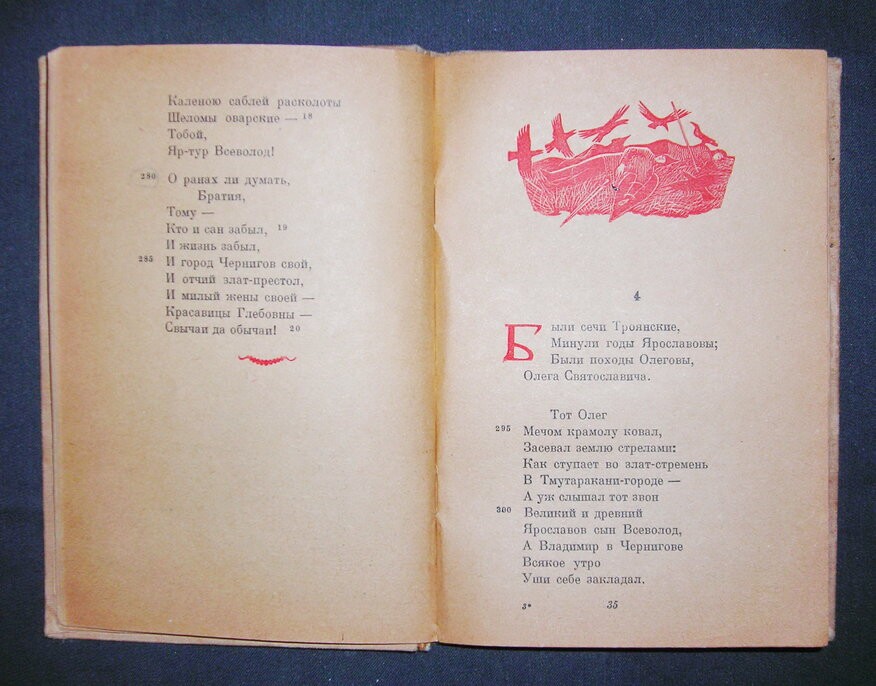 Каленою саблей расколоты
Шеломы оварские — 18
Тобой,
Яр-тур Всеволод!
280 О ранах ли думать,
Братия,
Тому —
Кто и сан забыл, 19
И жизнь забыл,
285 И город Чернигов свой,
И отчий злат-престол,
И милый жены своей —
Красавицы Глебовны —
Свычаи да обычаи! 20
4
Были сечи Троянские,
Минули годы Ярославовы;
Были походы Олеговы,
Олега Святославича.
Тот Олег
295 Мечом крамолу ковал,
Засевал землю стрелами:
Как ступает во злат-стремень
В Тмутаракани-городе —
А уж слышал тот звон
300 Великий и древний
Ярославов сын Всеволод,
А Владимир в Чернигове
Всякое утро
Уши себе закладал.
3*
35